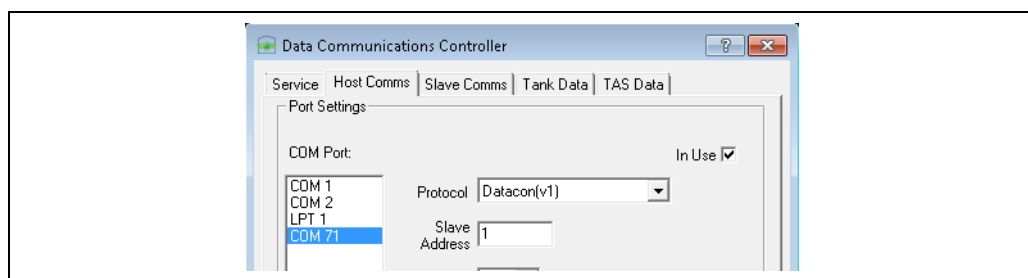 Data Communications Controller
Service Host Comms Slave Comms Tank Data TAS Data
Port Settings
COM Port:
In Use
COM 1
COM 2
LPT 1
COM 71
Protocol Datacon(v1)
Slave
Address
1